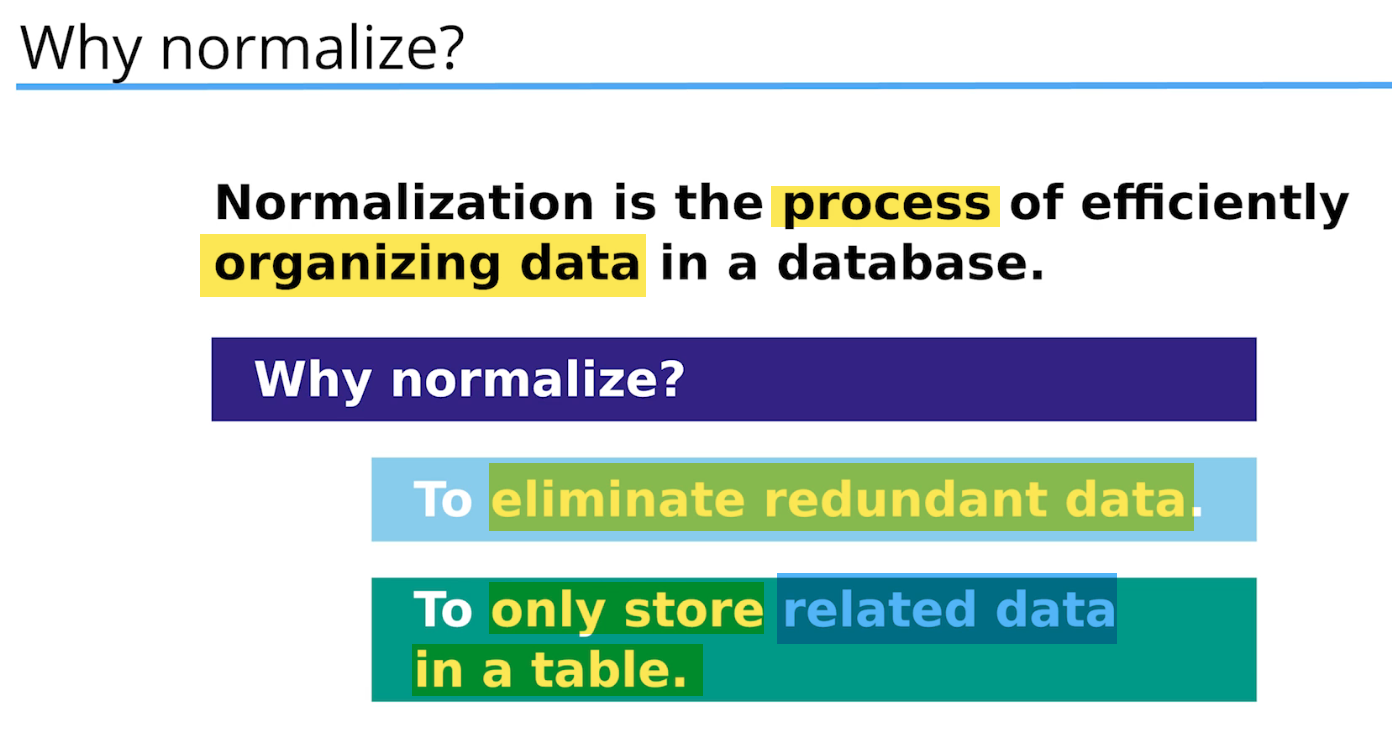 Why normalize?
Normalization is the process of efficiently
organizing data in a database.
Why normalize?
To eliminate redundant data.
To only store related data
in a table.